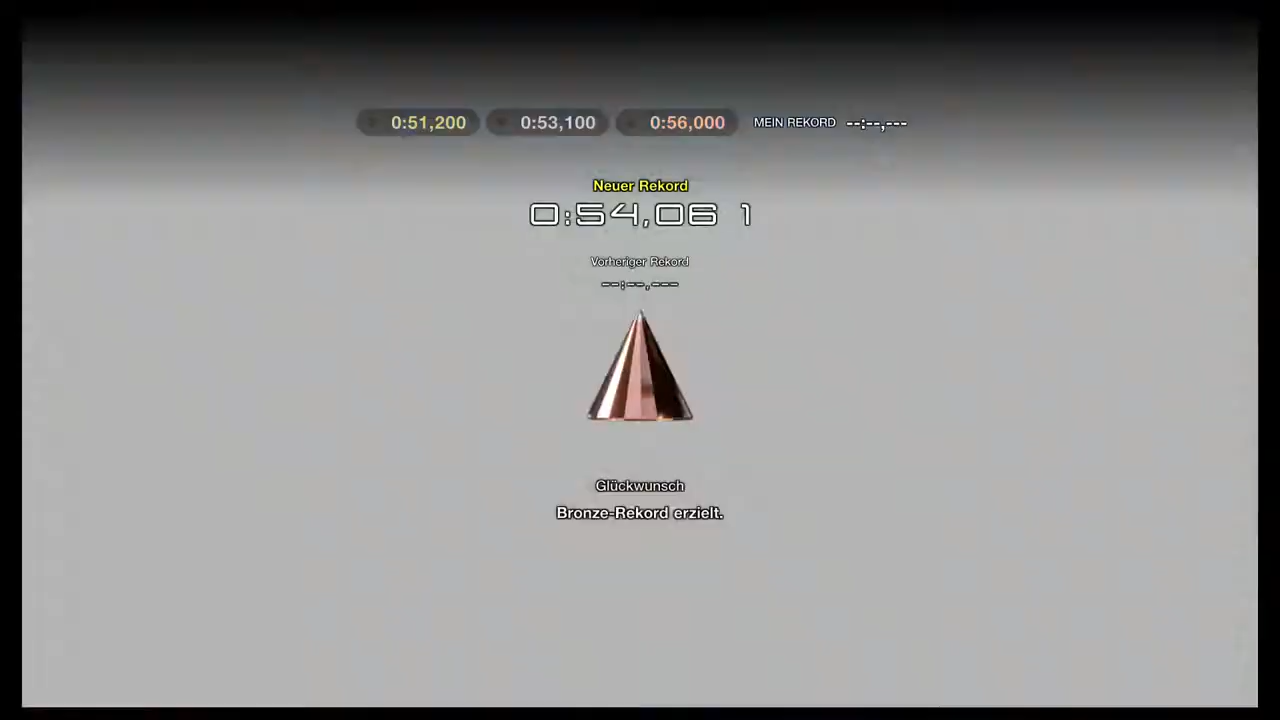 0:51,200 0:53,100 0:56,000 MEIN REKORD --:--,---
Neuer Rekord
0:54,061
Vorheriger Rekord
--:--,---
Glückwunsch
Bronze-Rekord erzielt.